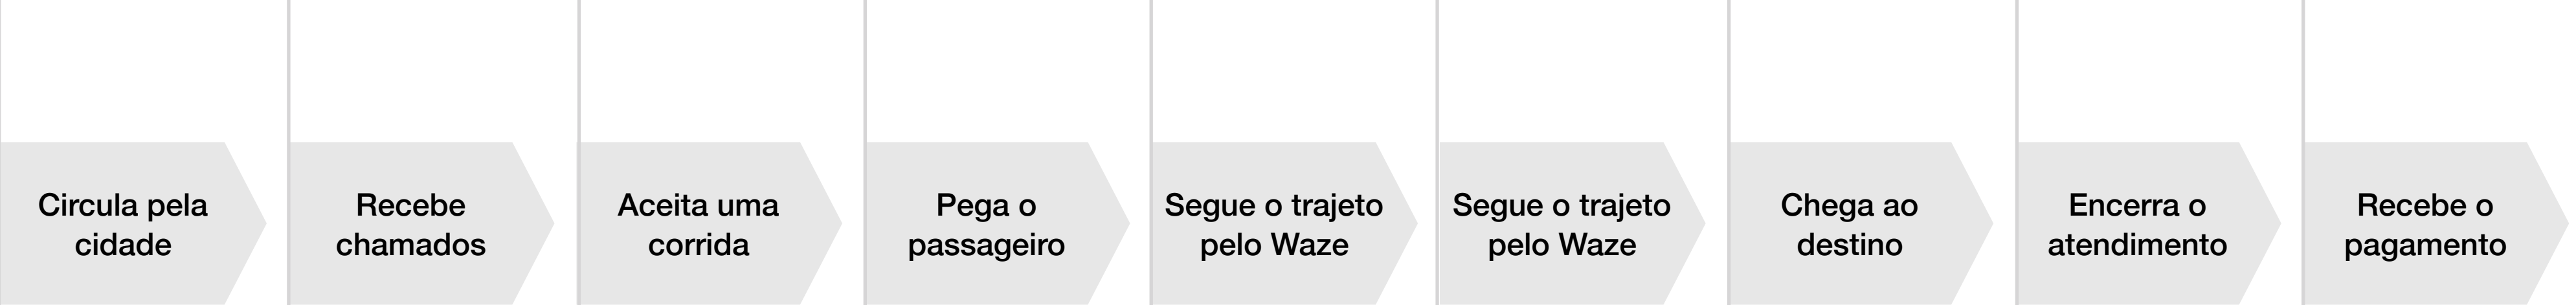 Circula pela
cidade
Recebe
chamados
Aceita uma
corrida
Pega o
passageiro
Segue o trajeto
pelo Waze
Segue o trajeto
pelo Waze
Chega ao
destino
Encerra o
atendimento
Recebe o
pagamento